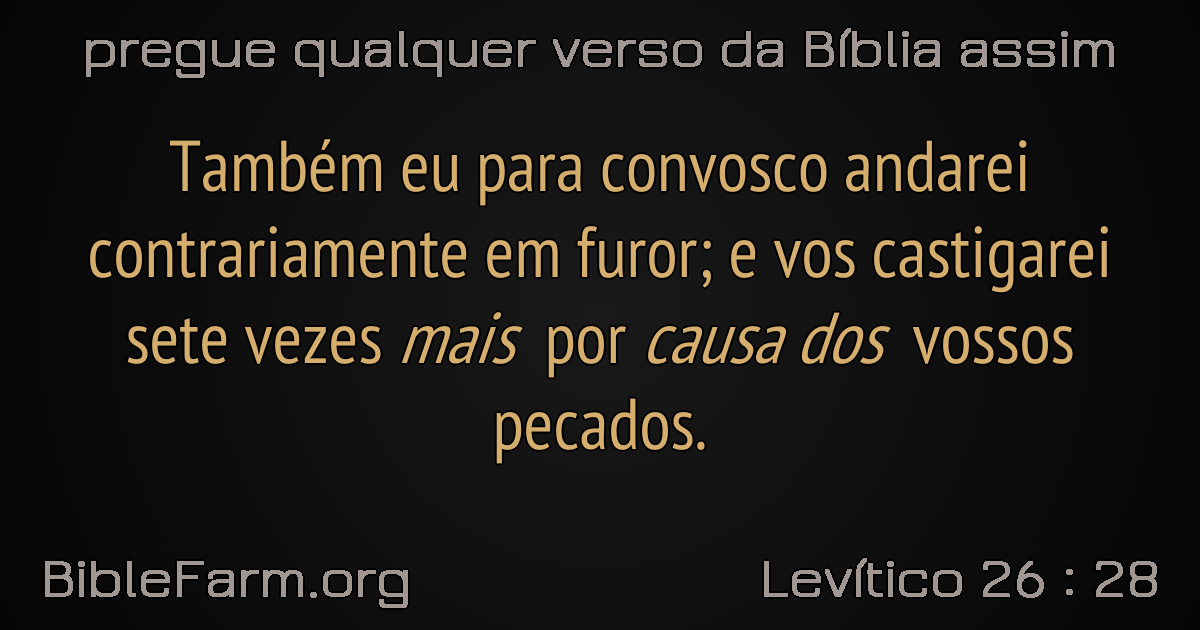 pregue qualquer verso da Bíblia assim
Também eu para convosco andarei
contrariamente em furor; e vos castigarei
sete vezes mais por causa dos vossos
pecados.
BibleFarm.org
Levítico 26 : 28